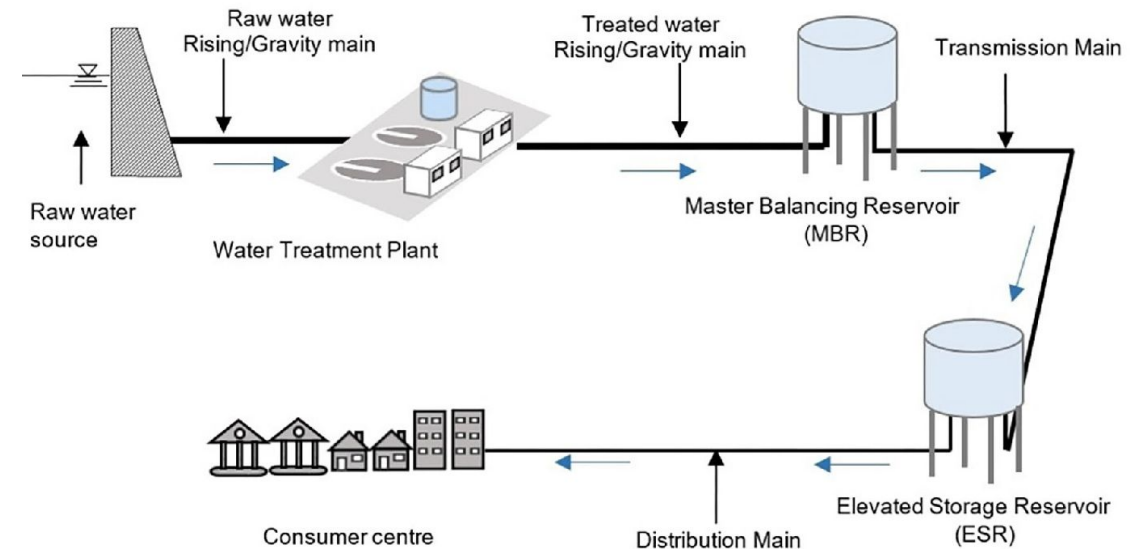 Raw water
Rising/Gravity main
Treated water
Rising/Gravity main
Transmission Main
Raw water
source
Water Treatment Plant
Master Balancing Reservoir
(MBR)
Consumer centre
Distribution Main
Elevated Storage Reservoir
(ESR)